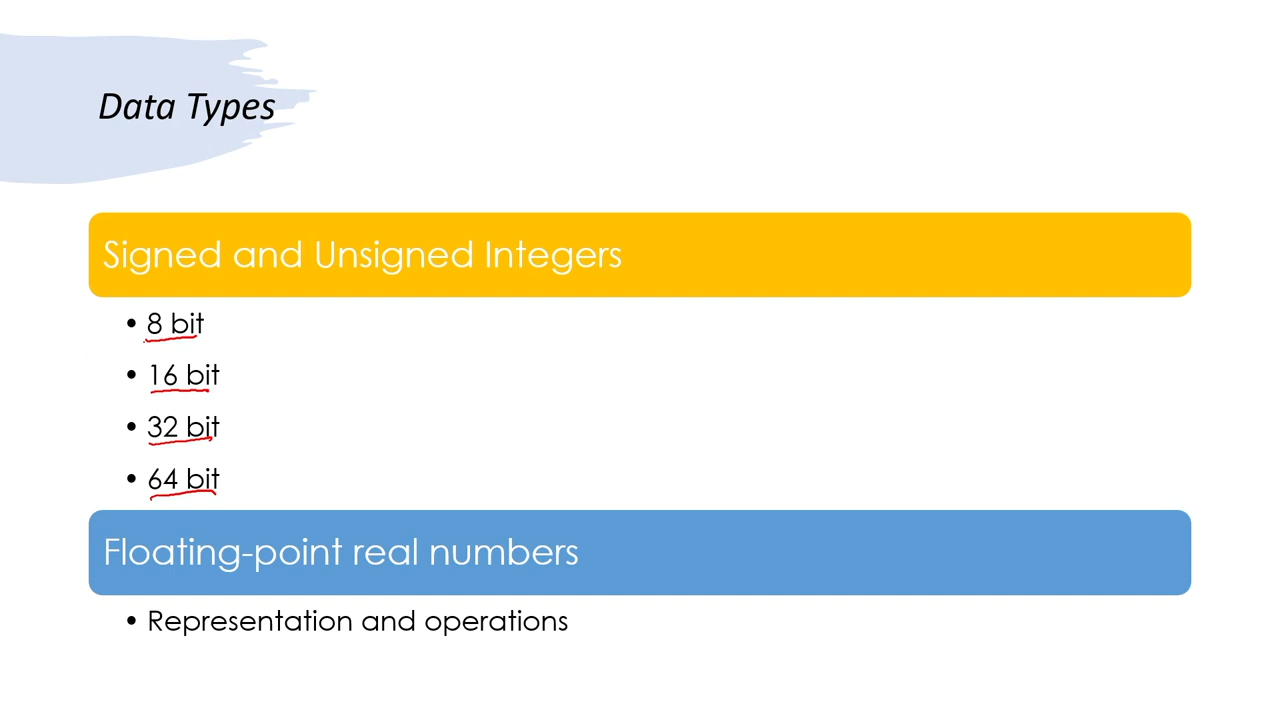 Data Types
Signed and Unsigned Integers
• 8 bit
• 16 bit
• 32 bit
• 64 bit
Floating-point real numbers
• Representation and operations